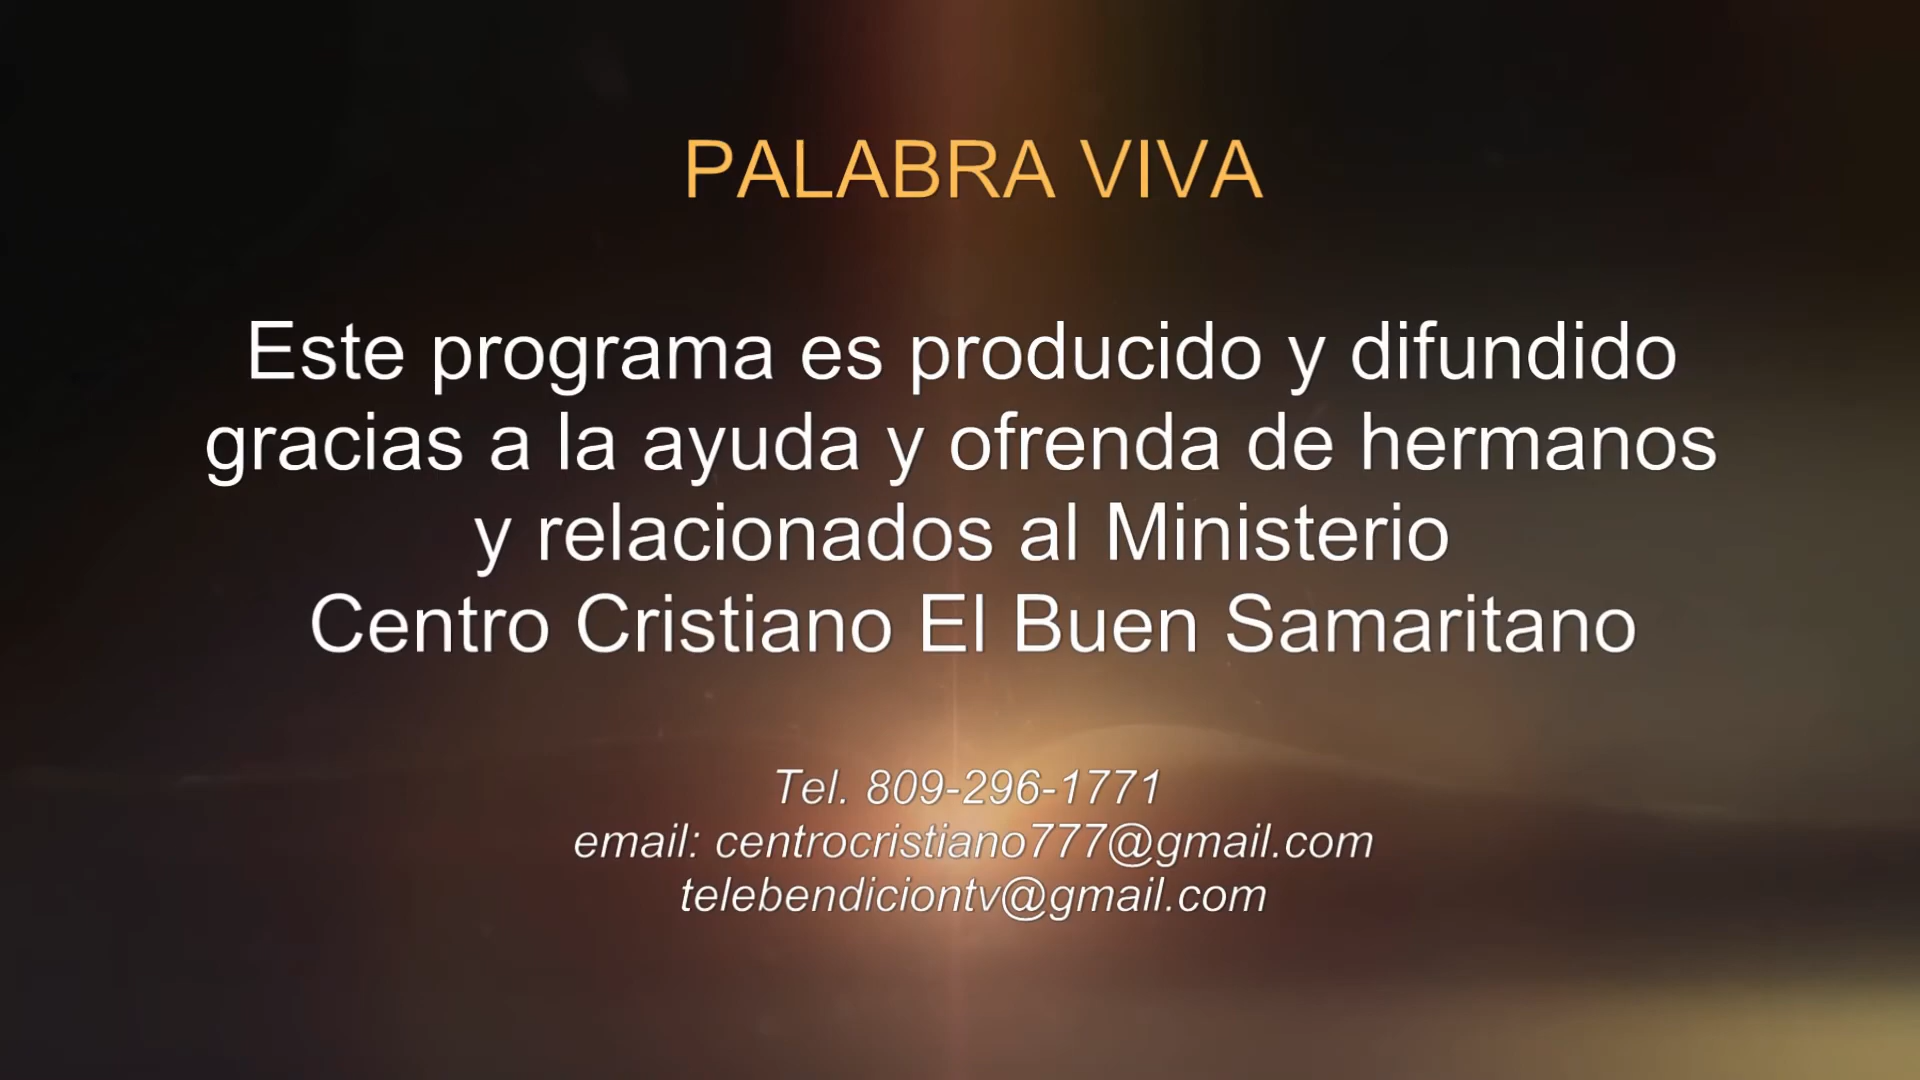 PALABRA VIVA
Este programa es producido y difundido
gracias a la ayuda y ofrenda de hermanos
y relacionados al Ministerio
Centro Cristiano El Buen Samaritano
Tel. 809-296-1771
email: centrocristiano777@gmail.com
telebendiciontv@gmail.com